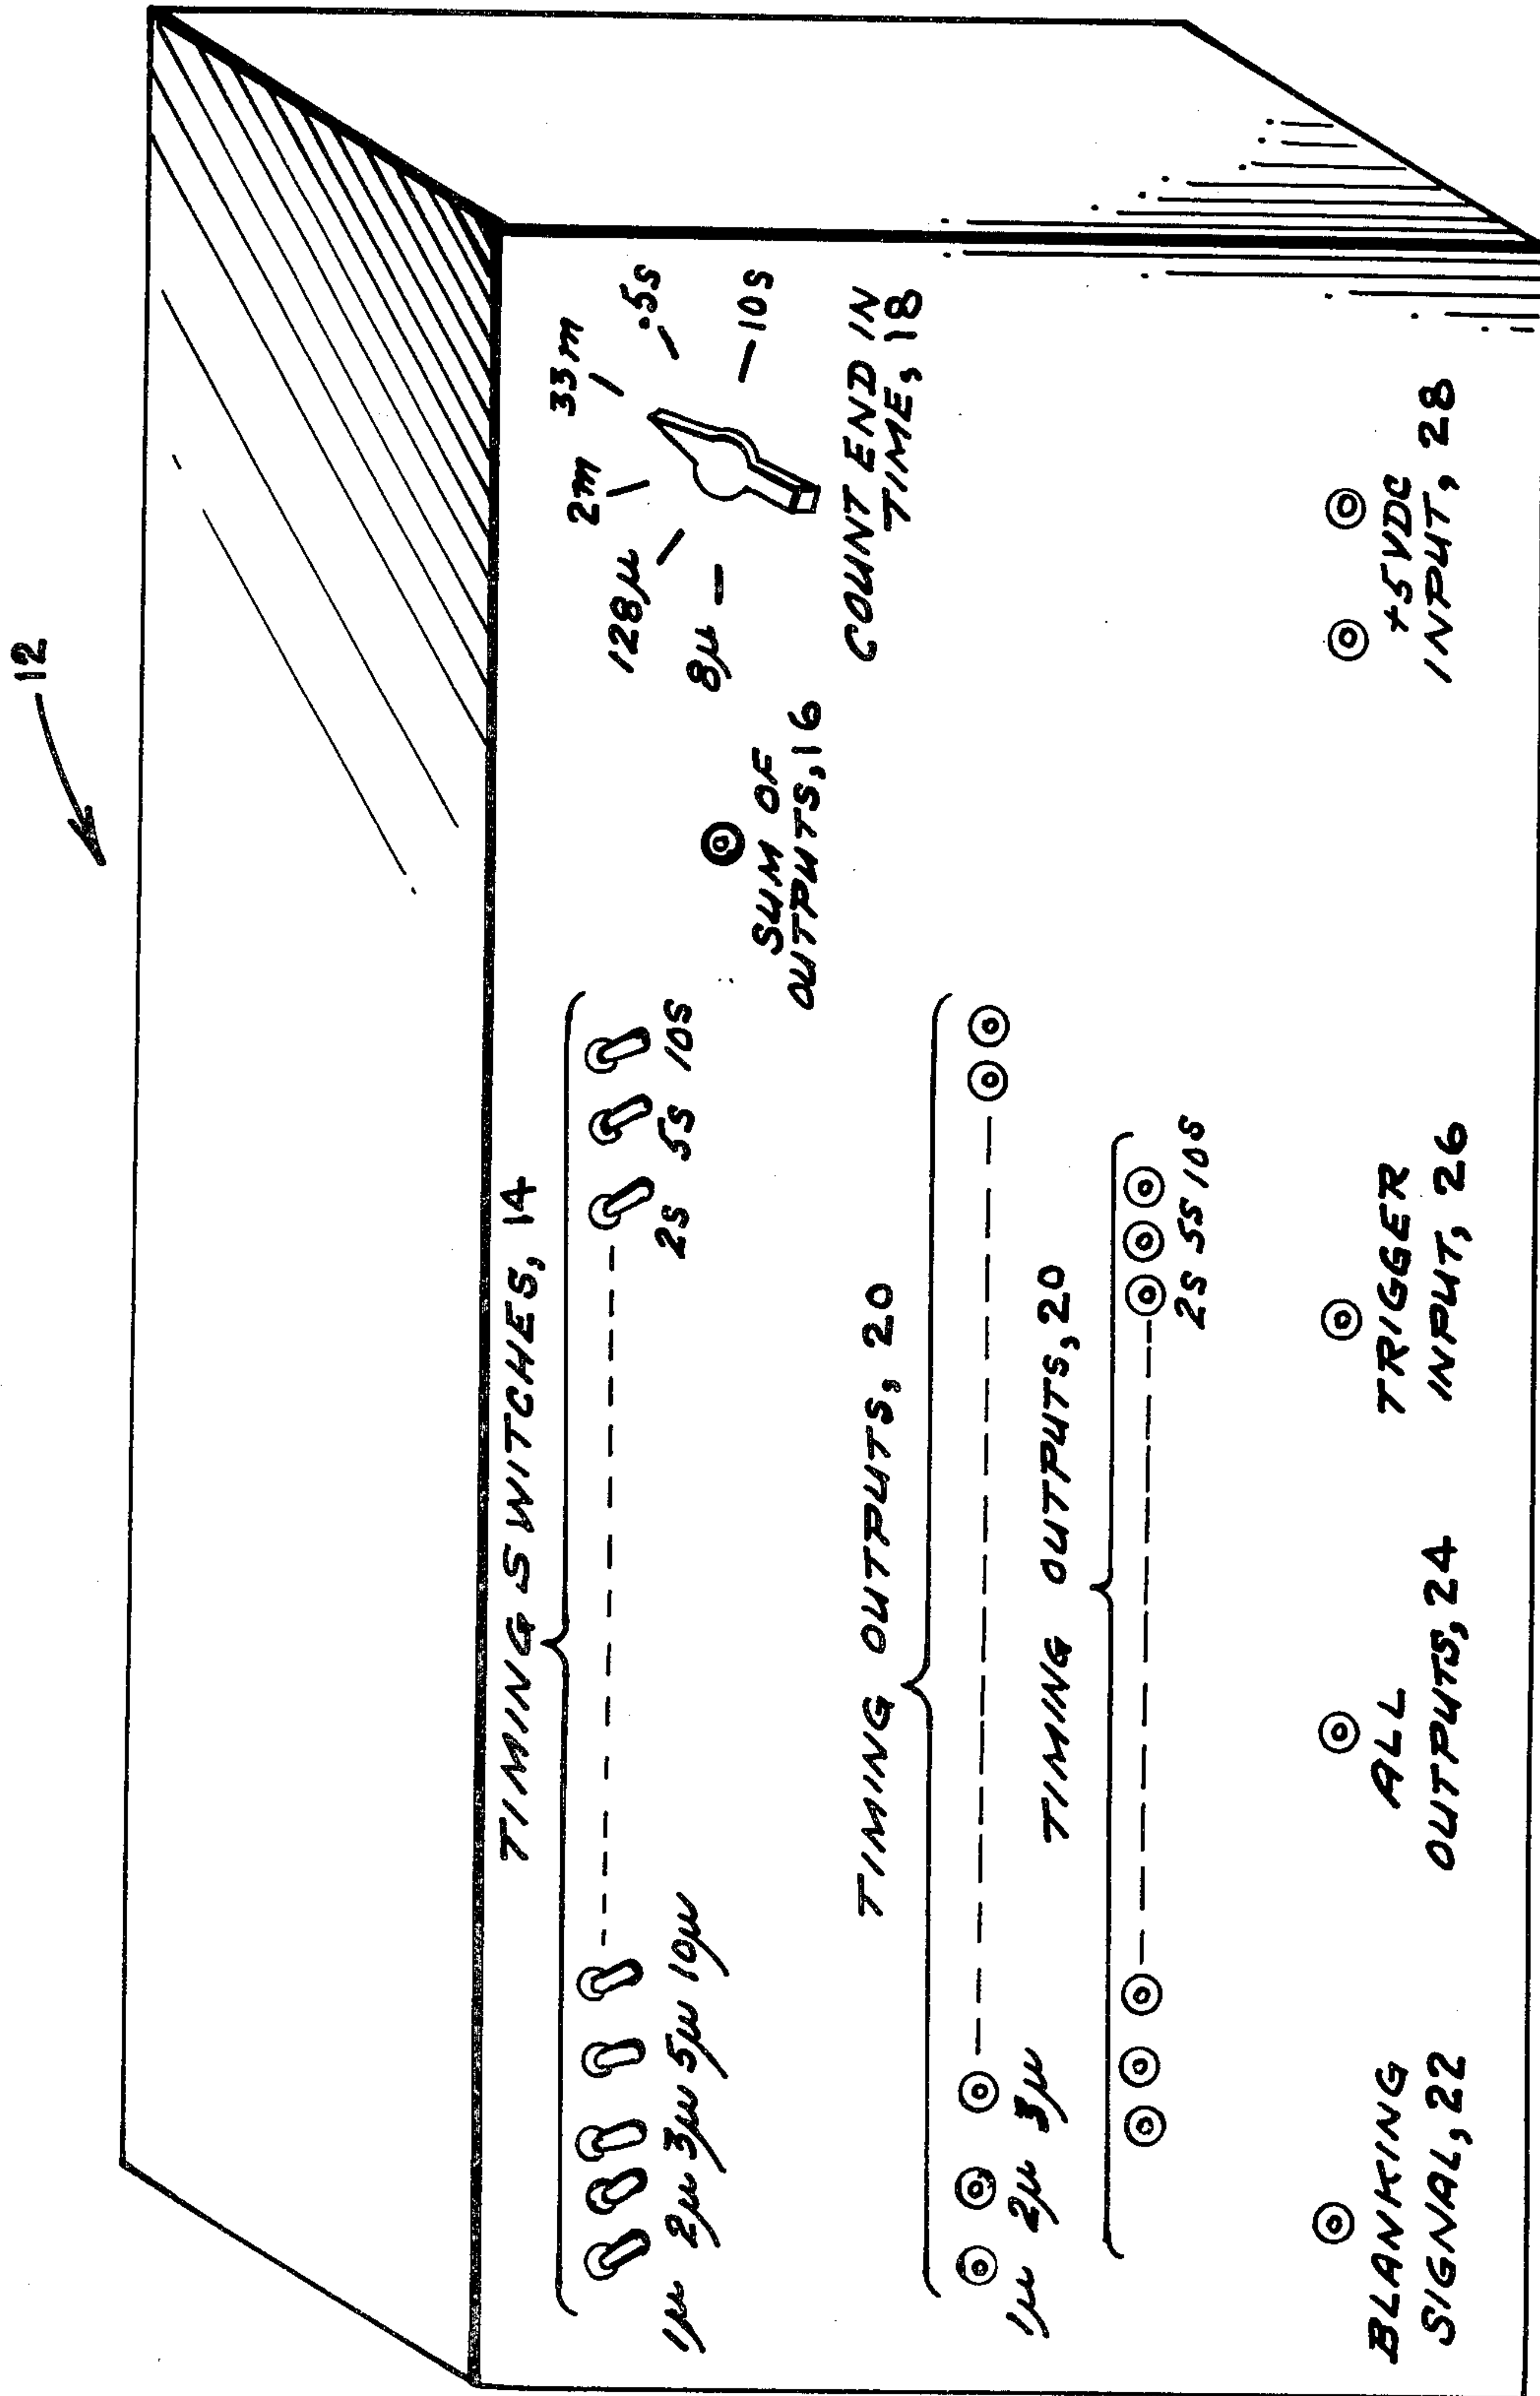 12
TIMING SWITCHES, 14
1μ 2μ 3μ 5μ 10μ
2S 5S 10S
SUM OF
OUTPUTS, 16
8μ
128μ
2m
33m
.5S
10S
COUNT END IN
TIME, 18
TIMING OUTPUTS, 20
1μ 2μ 3μ
TIMING OUTPUTS, 20
2S 5S 10S
BLANKING
SIGNAL, 22
ALL
OUTPUTS, 24
TRIGGER
INPUT, 26
+5VDC
INPUT, 28